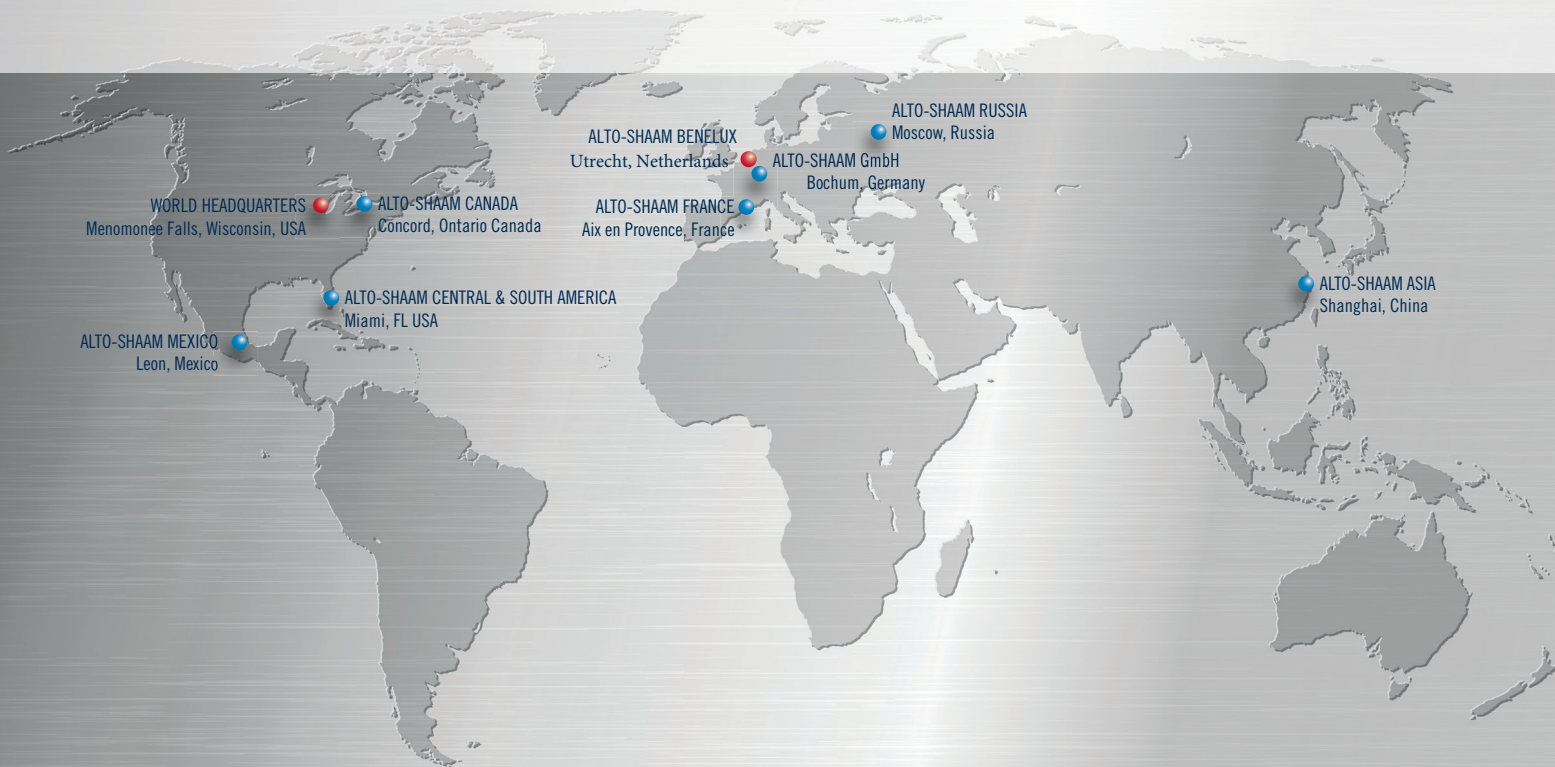 ALTO-SHAAM RUSSIA
Moscow, Russia
ALTO-SHAAM BENELUX
Utrecht, Netherlands
ALTO-SHAAM GmbH
Bochum, Germany
WORLD HEADQUARTERS
Menomonee Falls, Wisconsin, USA
ALTO-SHAAM CANADA
Concord, Ontario Canada
ALTO-SHAAM FRANCE
Aix en Provence, France
ALTO-SHAAM ASIA
Shanghai, China
ALTO-SHAAM CENTRAL & SOUTH AMERICA
Miami, FL USA
ALTO-SHAAM MEXICO
Leon, Mexico